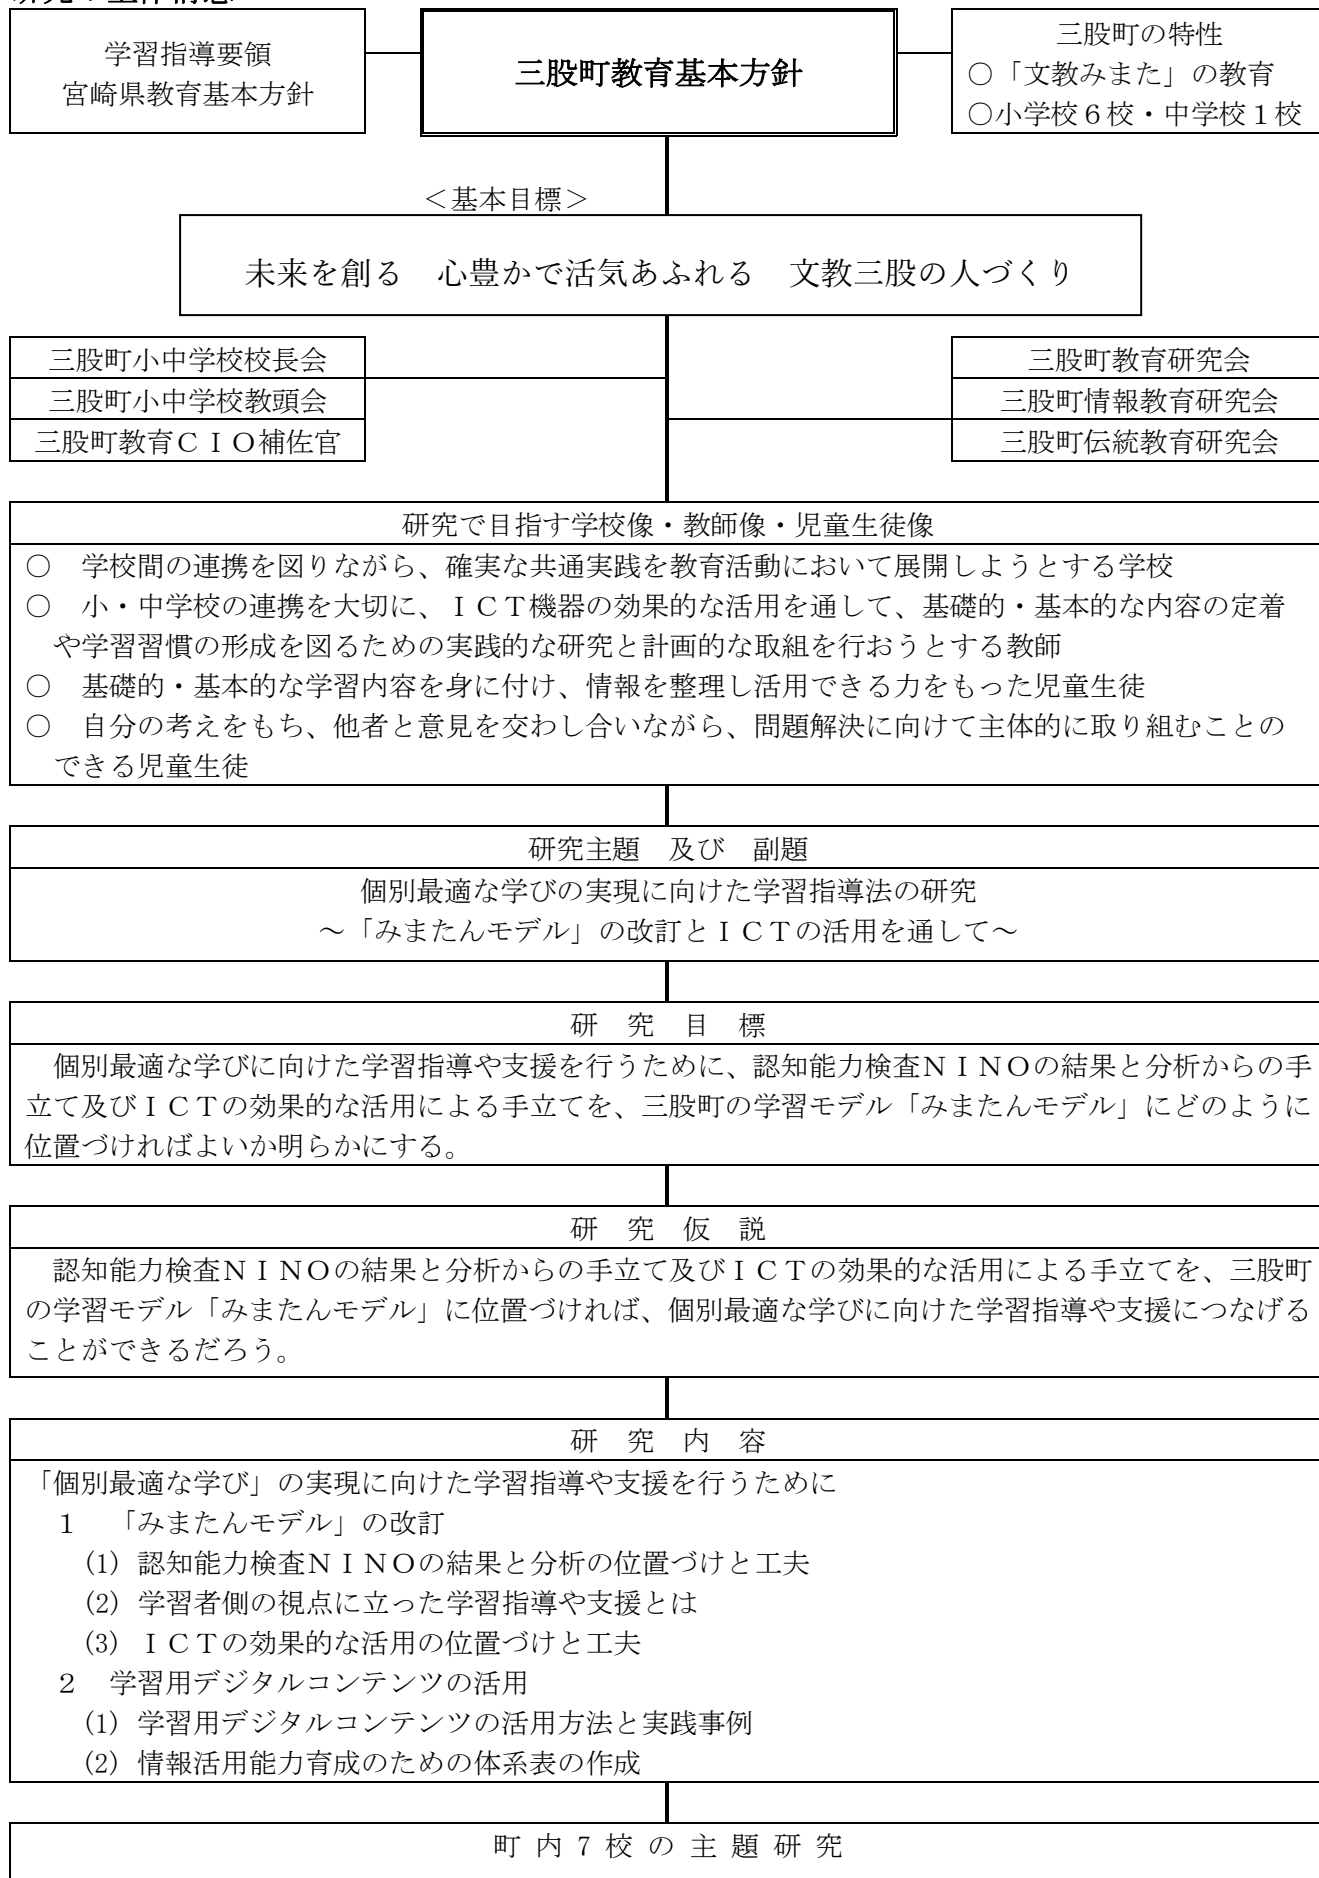 学習指導要領
宮崎県教育基本方針
三股町教育基本方針
三股町の特性
○「文教みまた」の教育
○小学校６校・中学校１校
＜基本目標＞
未来を創る　心豊かで活気あふれる　文教三股の人づくり
三股町小中学校校長会
三股町小中学校教頭会
三股町教育ＣＩＯ補佐官
三股町教育研究会
三股町情報教育研究会
三股町伝統教育研究会
研究で目指す学校像・教師像・児童生徒像
○　学校間の連携を図りながら、確実な共通実践を教育活動において展開しようとする学校
○　小・中学校の連携を大切に、ＩＣＴ機器の効果的な活用を通して、基礎的・基本的な内容の定着
や学習習慣の形成を図るための実践的な研究と計画的な取組を行おうとする教師
○　基礎的・基本的な学習内容を身に付け、情報を整理し活用できる力をもった児童生徒
○　自分の考えをもち、他者と意見を交わし合いながら、問題解決に向けて主体的に取り組むことの
できる児童生徒
研究主題　及び　副題
個別最適な学びの実現に向けた学習指導法の研究
～「みまたんモデル」の改訂とＩＣＴの活用を通して～
研　究　目　標
個別最適な学びに向けた学習指導や支援を行うために、認知能力検査ＮＩＮＯの結果と分析からの手
立て及びＩＣＴの効果的な活用による手立てを、三股町の学習モデル「みまたんモデル」にどのように
位置づければよいか明らかにする。
研　究　仮　説
認知能力検査ＮＩＮＯの結果と分析からの手立て及びＩＣＴの効果的な活用による手立てを、三股町
の学習モデル「みまたんモデル」に位置づければ、個別最適な学びに向けた学習指導や支援につなげる
ことができるだろう。
研　究　内　容
「個別最適な学び」の実現に向けた学習指導や支援を行うために
１　「みまたんモデル」の改訂
(1) 認知能力検査ＮＩＮＯの結果と分析の位置づけと工夫
(2) 学習者側の視点に立った学習指導や支援とは
(3) ＩＣＴの効果的な活用の位置づけと工夫
２　学習用デジタルコンテンツの活用
(1) 学習用デジタルコンテンツの活用方法と実践事例
(2) 情報活用能力育成のための体系表の作成
町 内 7 校 の 主 題 研 究